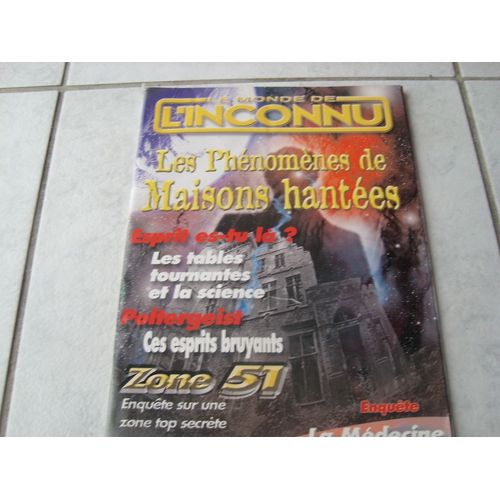 LE MONDE DE
L'INCONNU
Les Phénomènes de
Maisons hantées
Esprit es-tu là ?
Les tables
tournantes
et la science
Poltergeist
Ces esprits bruyants
Zone 51
Enquête sur une
zone top secrète
Enquête
La Médecine